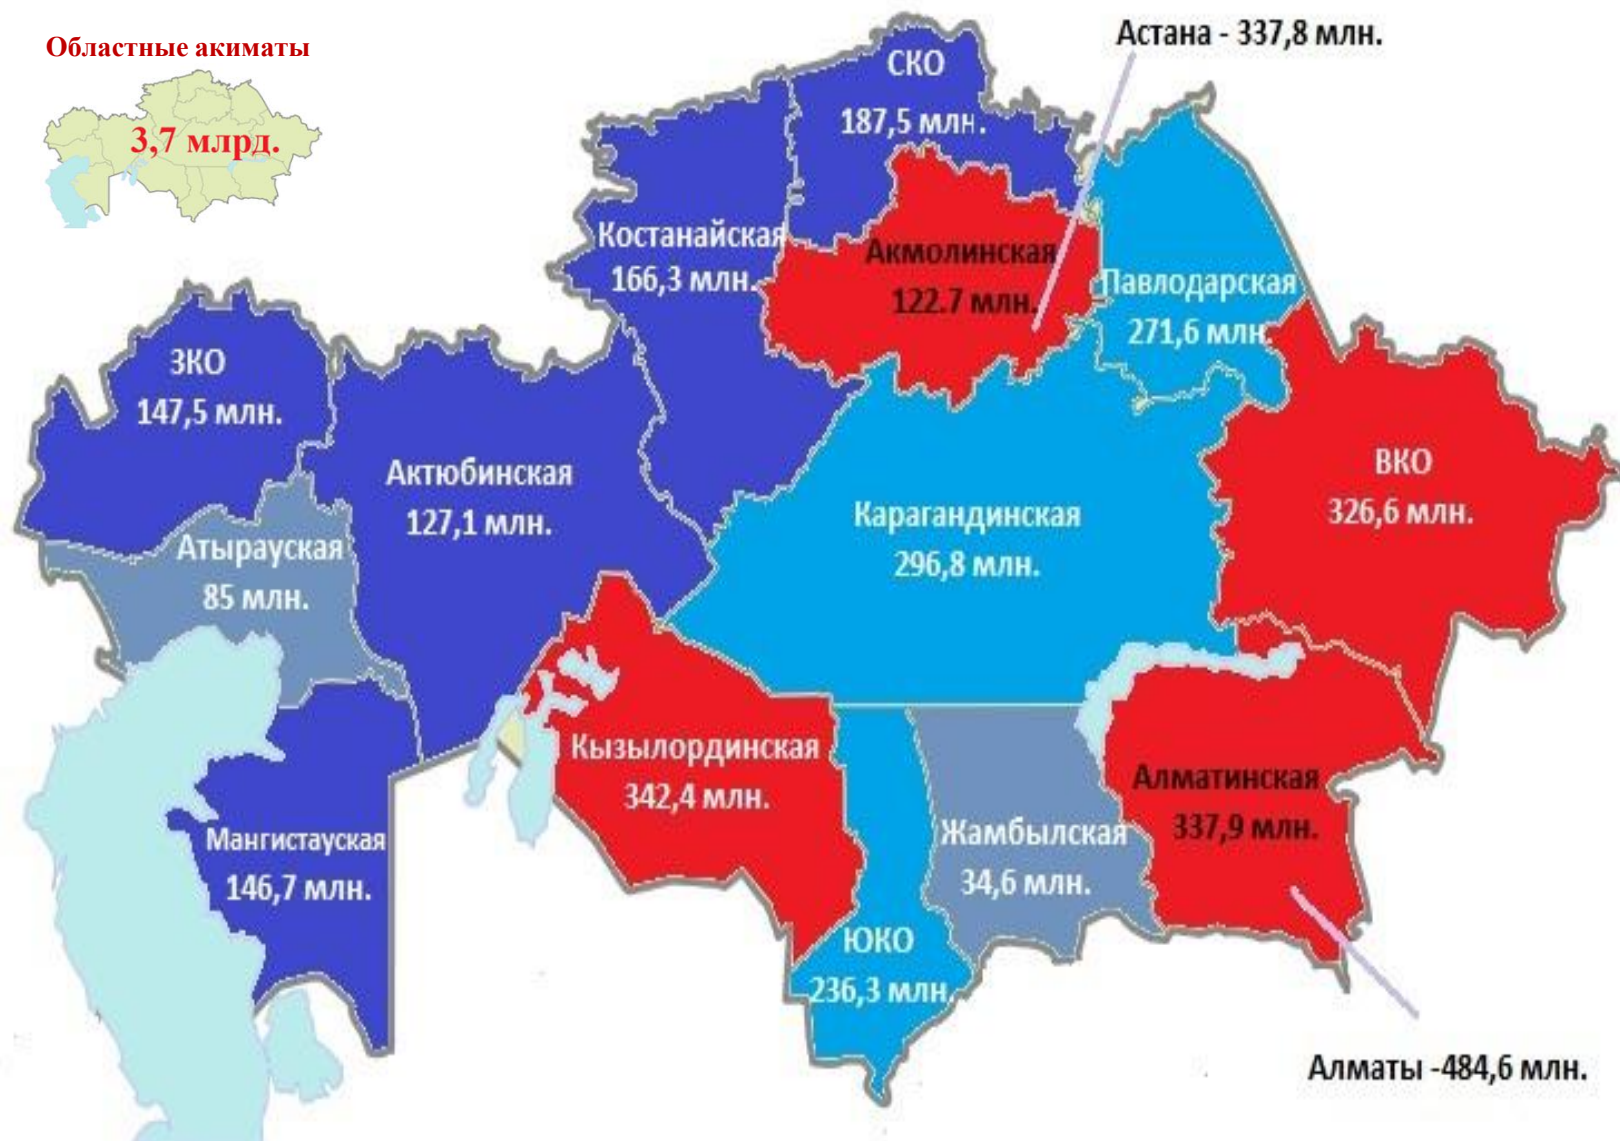 Областные акиматы
3,7 млрд.
Астана - 337,8 млн.
СКО
187,5 млн.
Костанайская
166,3 млн.
Акмолинская
122.7 млн.
Павлодарская
271,6 млн.
ЗКО
147,5 млн.
Актюбинская
127,1 млн.
ВКО
326,6 млн.
Карагандинская
296,8 млн.
Атырауская
85 млн.
Кызылординская
342,4 млн.
Алматинская
337,9 млн.
Мангистауская
146,7 млн.
Жамбылская
34,6 млн.
ЮКО
236,3 млн.
Алматы -484,6 млн.